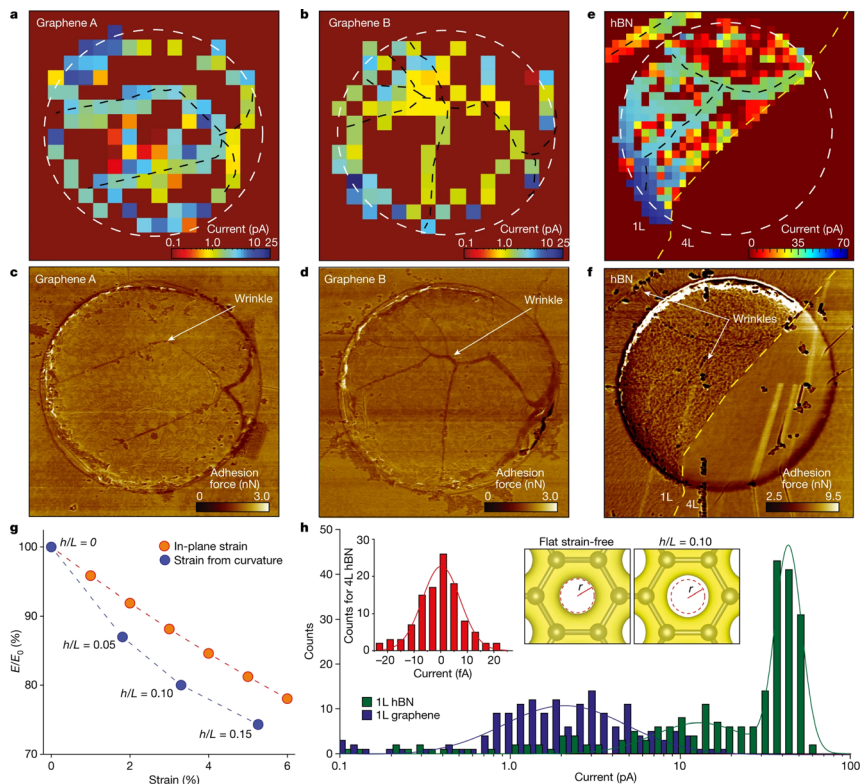 a
Graphene A
Current (pA)
0.1 1.0 10 25
b
Graphene B
Current (pA)
0.1 1.0 10 25
e
hBN
1L
4L
Current (pA)
0 35 70
c
Graphene A
Wrinkle
Adhesion
force (nN)
0 3.0
d
Graphene B
Wrinkle
Adhesion
force (nN)
0 3.0
f
hBN
Wrinkles
1L
4L
Adhesion
force (nN)
2.5 9.5
g
E/E0 (%)
100
90
80
70
h/L = 0
In-plane strain
Strain from curvature
h/L = 0.05
h/L = 0.10
h/L = 0.15
0 2 4 6
Strain (%)
h
Counts
50
40
30
20
10
0
Counts for 4L hBN
30
20
10
0
−20 −10 0 10 20
Current (fA)
Flat strain-free
r
h/L = 0.10
r
1L hBN
1L graphene
0.1 1.0 10 100
Current (pA)